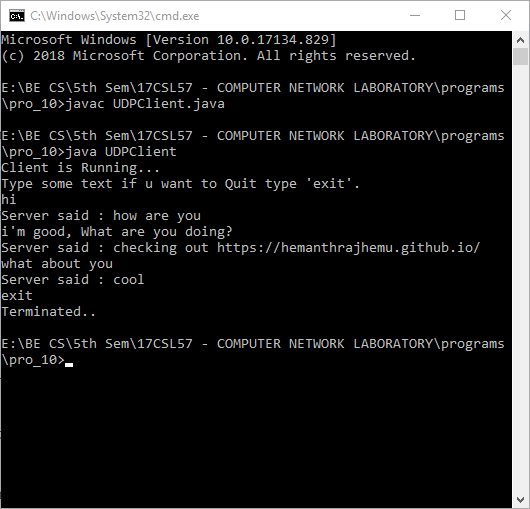 C:\Windows\System32\cmd.exe
Microsoft Windows [Version 10.0.17134.829]
(c) 2018 Microsoft Corporation. All rights reserved.
E:\BE CS\5th Sem\17CSL57 - COMPUTER NETWORK LABORATORY\programs
\pro_10>javac UDPClient.java
E:\BE CS\5th Sem\17CSL57 - COMPUTER NETWORK LABORATORY\programs
\pro_10>java UDPClient
Client is Running...
Type some text if u want to Quit type 'exit'.
hi
Server said : how are you
i'm good, What are you doing?
Server said : checking out https://hemanthrajhemu.github.io/
what about you
Server said : cool
exit
Terminated..
E:\BE CS\5th Sem\17CSL57 - COMPUTER NETWORK LABORATORY\programs
\pro_10>